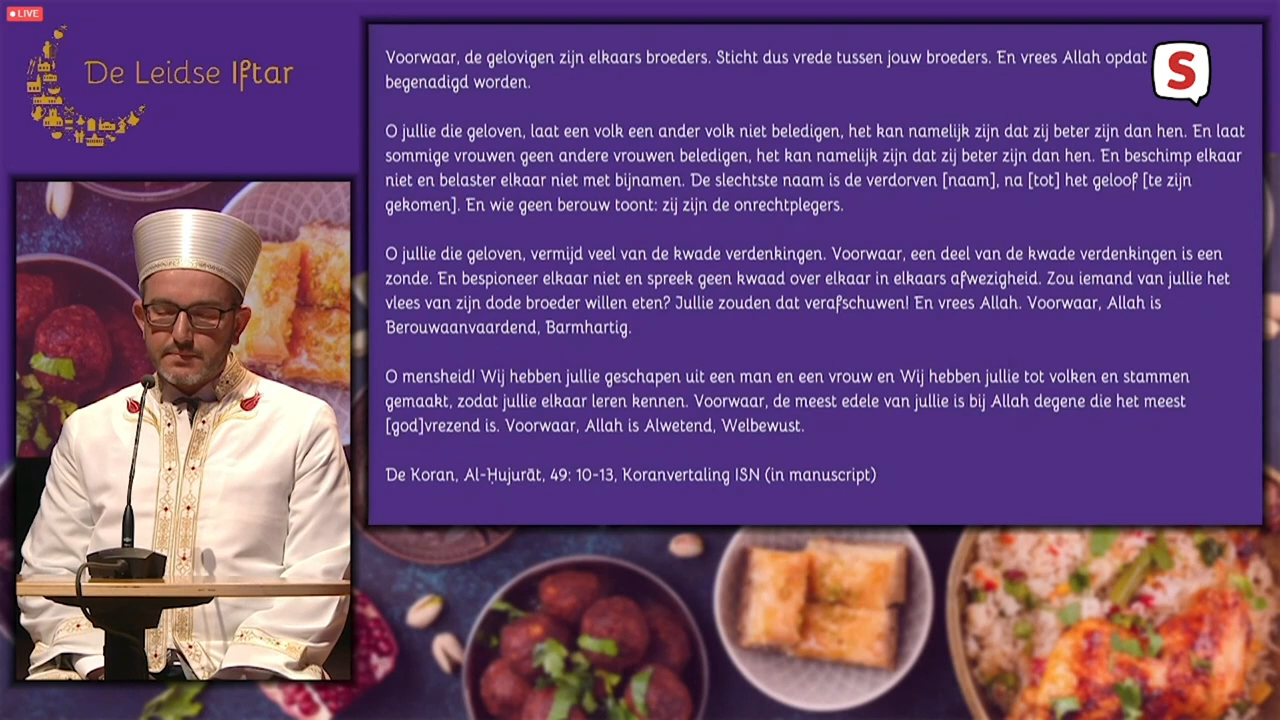 LIVE
De Leidse Iftar
Voorwaar, de gelovigen zijn elkaars broeders. Sticht dus vrede tussen jouw broeders. En vrees Allah opdat
S
begenadigd worden.
O jullie die geloven, laat een volk een ander volk niet beledigen, het kan namelijk zijn dat zij beter zijn dan hen. En laat
sommige vrouwen geen andere vrouwen beledigen, het kan namelijk zijn dat zij beter zijn dan hen. En beschimp elkaar
niet en belaster elkaar niet met bijnamen. De slechtste naam is de verdorven [naam], na [tot] het geloof [te zijn
gekomen]. En wie geen berouw toont: zij zijn de onrechtplegers.
O jullie die geloven, vermijd veel van de kwade verdenkingen. Voorwaar, een deel van de kwade verdenkingen is een
zonde. En bespioneer elkaar niet en spreek geen kwaad over elkaar in elkaars afwezigheid. Zou iemand van jullie het
vlees van zijn dode broeder willen eten? Jullie zouden dat verafschuwen! En vrees Allah. Voorwaar, Allah is
Berouwaanvaardend, Barmhartig.
O mensheid! Wij hebben jullie geschapen uit een man en een vrouw en Wij hebben jullie tot volken en stammen
gemaakt, zodat jullie elkaar leren kennen. Voorwaar, de meest edele van jullie is bij Allah degene die het meest
[god]vrezend is. Voorwaar, Allah is Alwetend, Welbewust.
De Koran, Al-Ḥujurāt, 49: 10-13, Koranvertaling ISN (in manuscript)